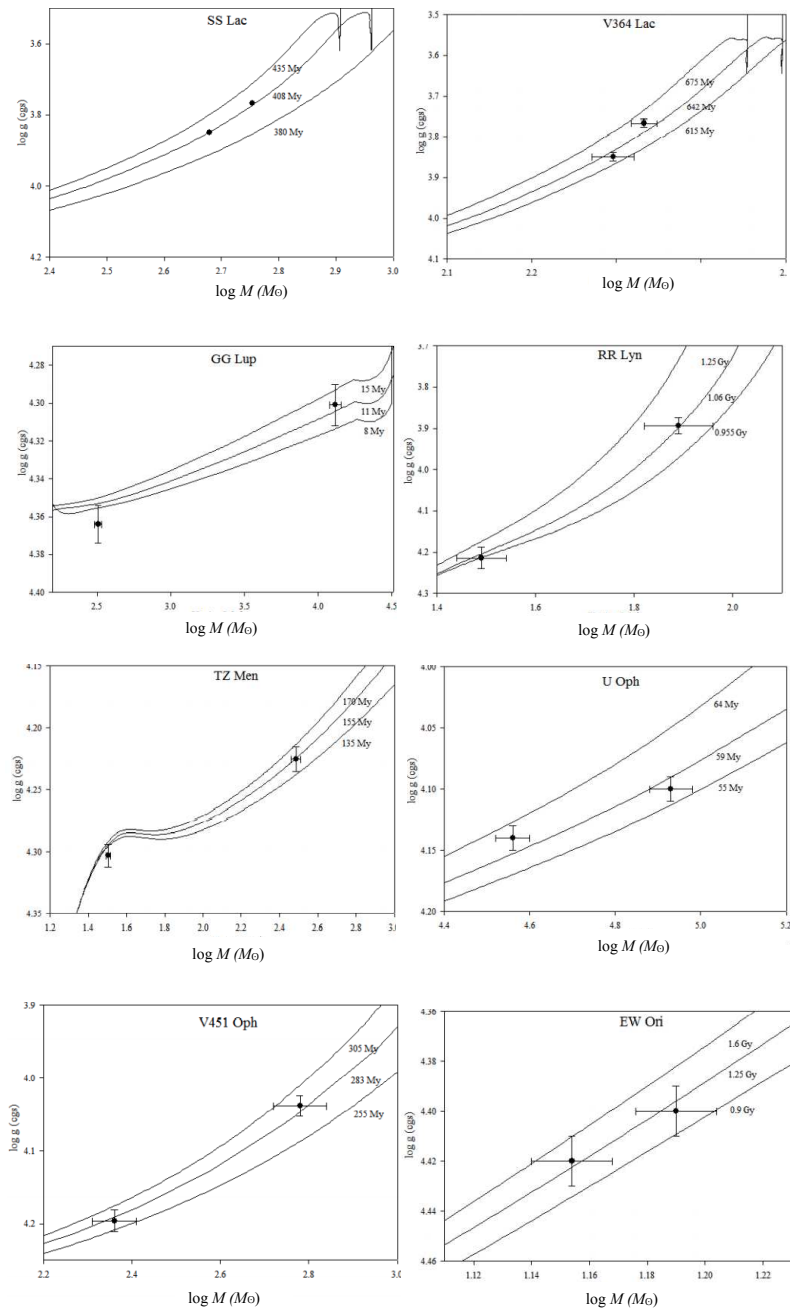 SS Lac
3.5
3.8
4.0
4.2
log g (cgs)
435 My
408 My
380 My
2.4 2.5 2.6 2.7 2.8 2.9 3.0
log M (M⊙)
V364 Lac
3.5
3.6
3.7
3.8
3.9
4.0
4.1
log g (cgs)
675 My
642 My
615 My
2.1 2.2
log M (M⊙)
GG Lup
4.28
4.30
4.32
4.34
4.36
4.38
4.40
log g (cgs)
15 My
11 My
8 My
2.5 3.0 3.5 4.0 4.5
log M (M⊙)
RR Lyn
3.7
3.8
3.9
4.0
4.1
4.2
4.3
log g (cgs)
1.25 Gy
1.06 Gy
0.955 Gy
1.4 1.6 1.8 2.0
log M (M⊙)
TZ Men
4.15
4.20
4.25
4.30
4.35
log g (cgs)
170 My
155 My
135 My
1.2 1.4 1.6 1.8 2.0 2.2 2.4 2.6 2.8 3.0
log M (M⊙)
U Oph
4.00
4.05
4.10
4.15
4.20
log g (cgs)
64 My
59 My
55 My
4.4 4.6 4.8 5.0 5.2
log M (M⊙)
V451 Oph
3.9
4.0
4.1
4.2
log g (cgs)
305 My
283 My
255 My
2.2 2.4 2.6 2.8 3.0
log M (M⊙)
EW Ori
4.36
4.38
4.40
4.42
4.44
4.46
log g (cgs)
1.6 Gy
1.25 Gy
0.9 Gy
1.12 1.14 1.16 1.18 1.20 1.22
log M (M⊙)